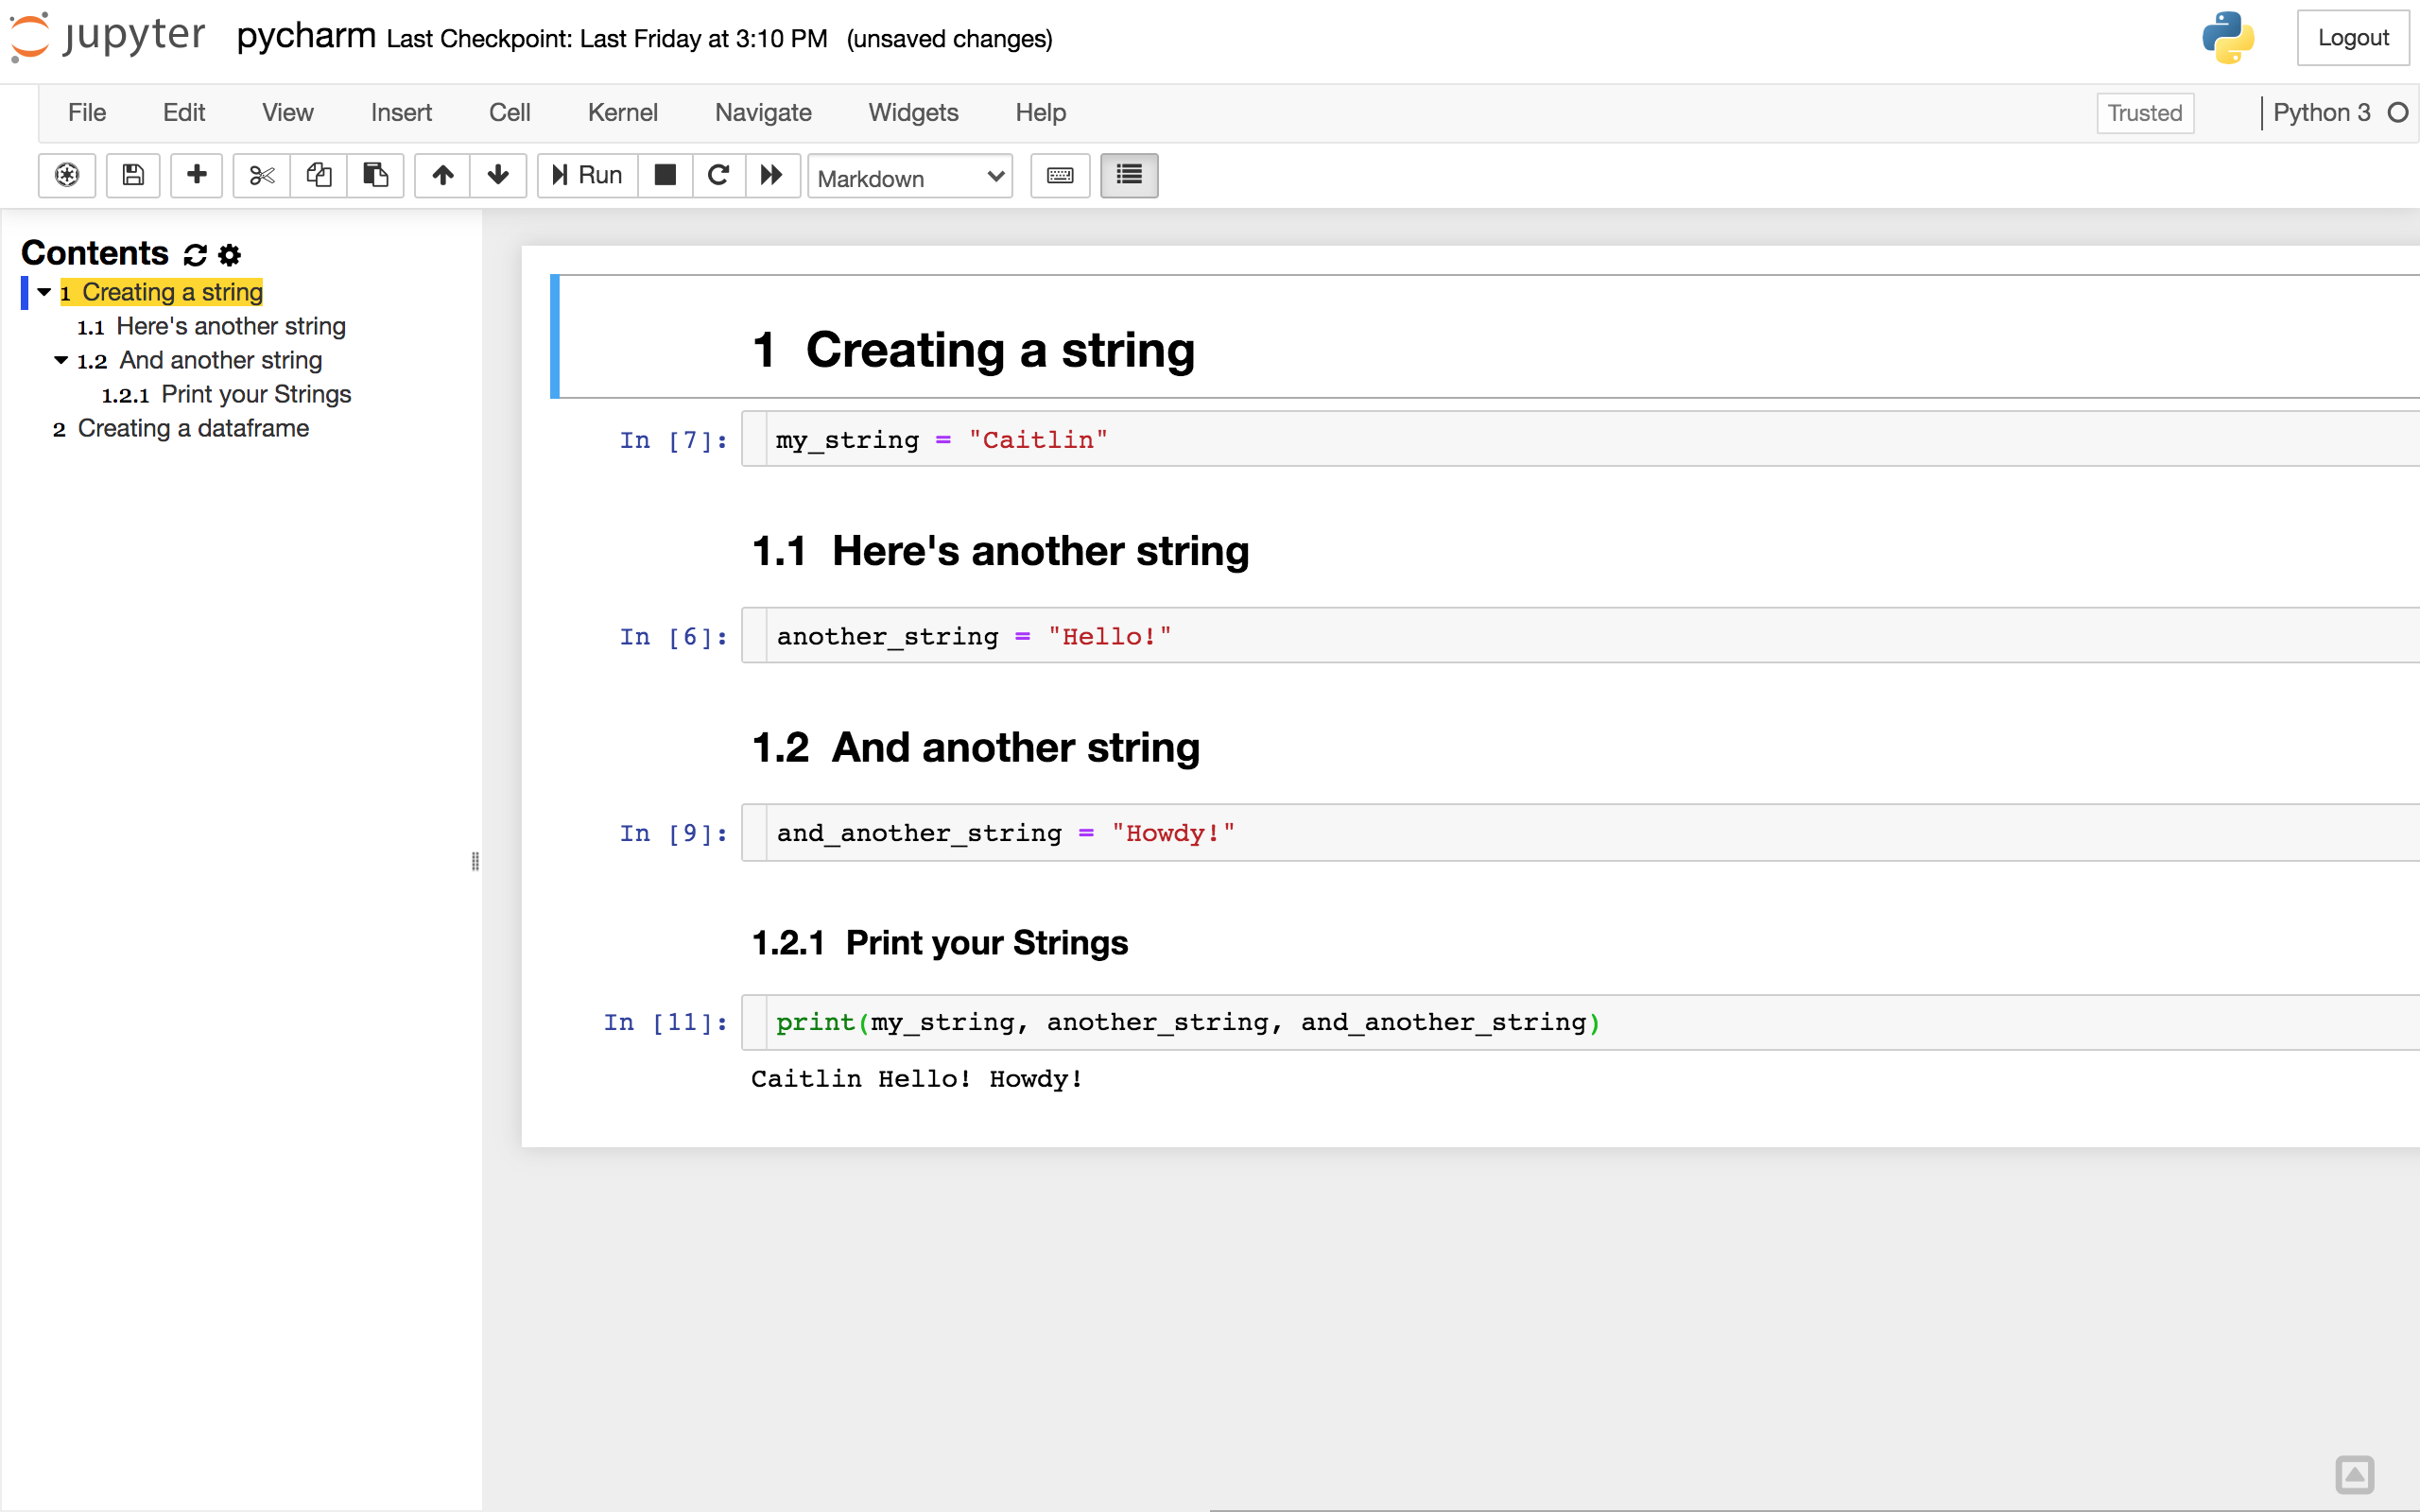 jupyter pycharm Last Checkpoint: Last Friday at 3:10 PM (unsaved changes) Logout
File Edit View Insert Cell Kernel Navigate Widgets Help Trusted Python 3
Run Markdown
Contents
1 Creating a string
1.1 Here's another string
1.2 And another string
1.2.1 Print your Strings
2 Creating a dataframe
1 Creating a string
In [7]: my_string = "Caitlin"
1.1 Here's another string
In [6]: another_string = "Hello!"
1.2 And another string
In [9]: and_another_string = "Howdy!"
1.2.1 Print your Strings
In [11]: print(my_string, another_string, and_another_string)
Caitlin Hello! Howdy!